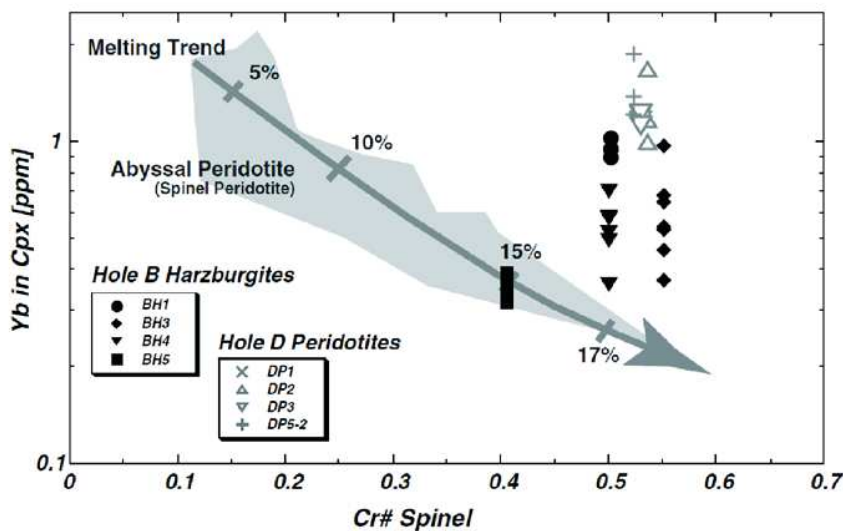 Melting Trend
5%
10%
Abyssal Peridotite
(Spinel Peridotite)
15%
17%
Hole B Harzburgites
BH1
BH3
BH4
BH5
Hole D Peridotites
DP1
DP2
DP3
DP5-2
Yb in Cpx [ppm]
1
0.1
0
0.1
0.2
0.3
0.4
0.5
0.6
0.7
Cr# Spinel